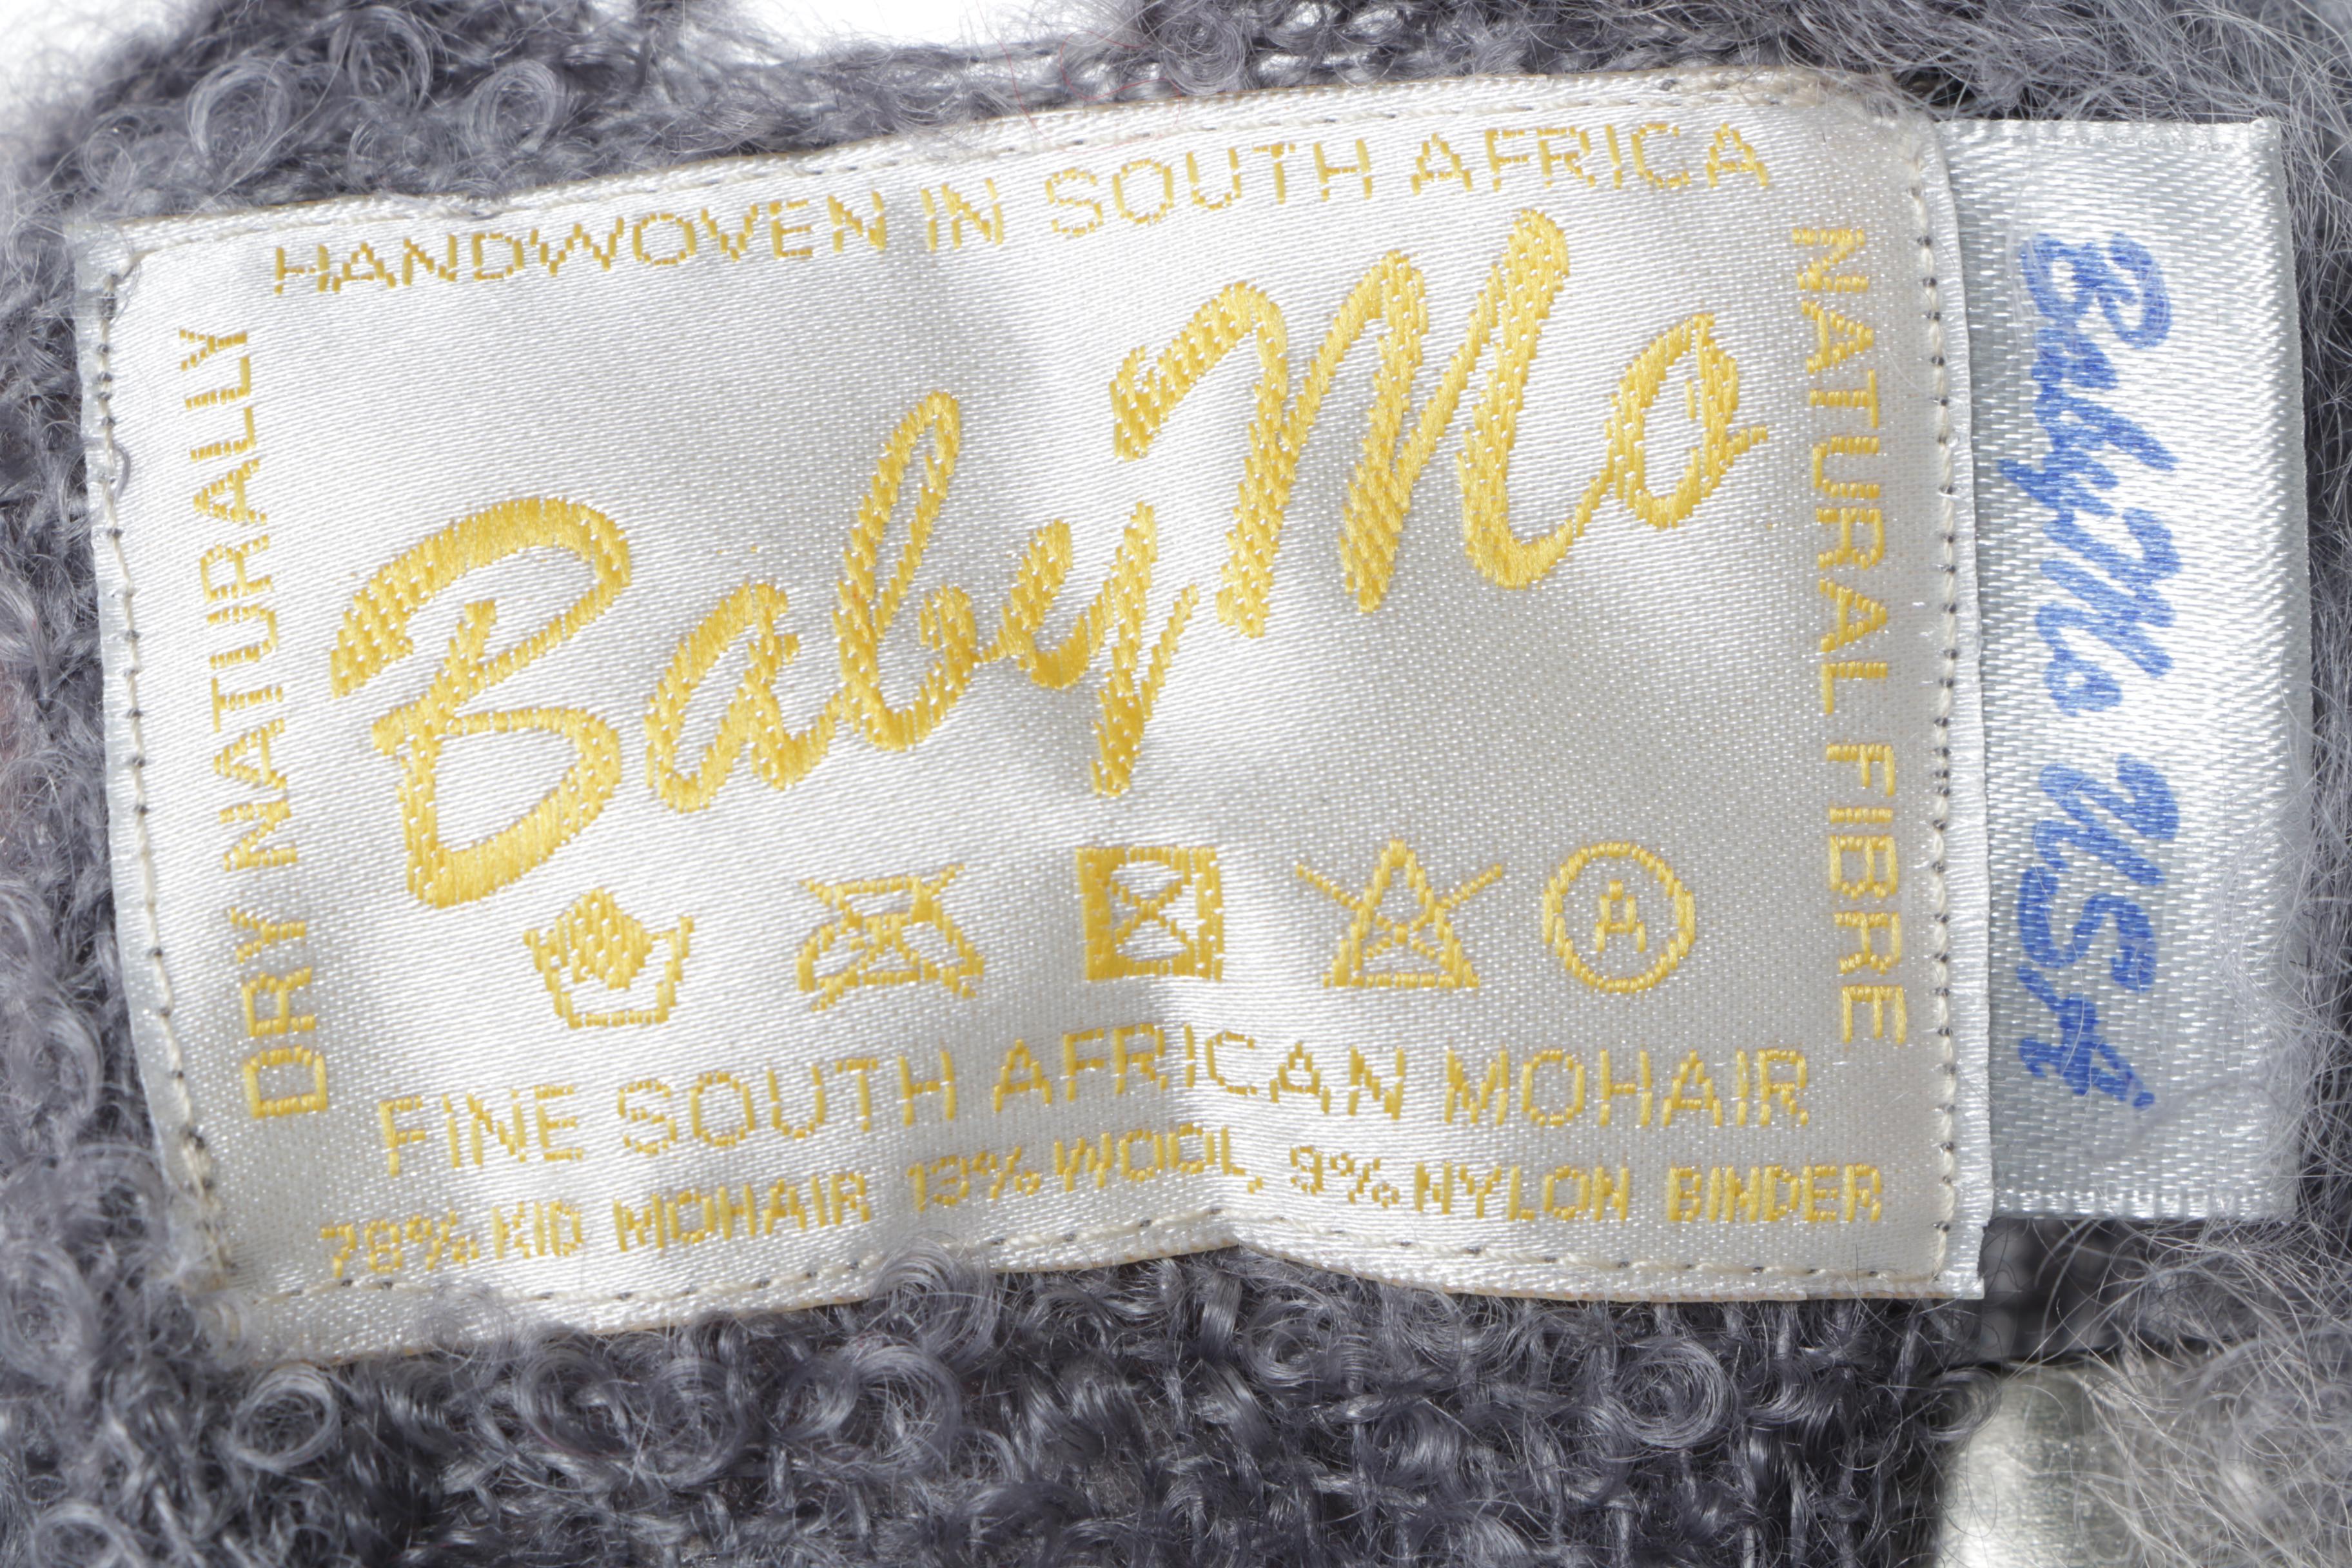 HANDWOVEN IN SOUTH AFRICA
DRY NATURALLY
BabyMo
NATURAL FIBRE
A
FINE SOUTH AFRICAN MOHAIR
78% KID MOHAIR 13% WOOL, 9% NYLON BINDER
BabyMo USA